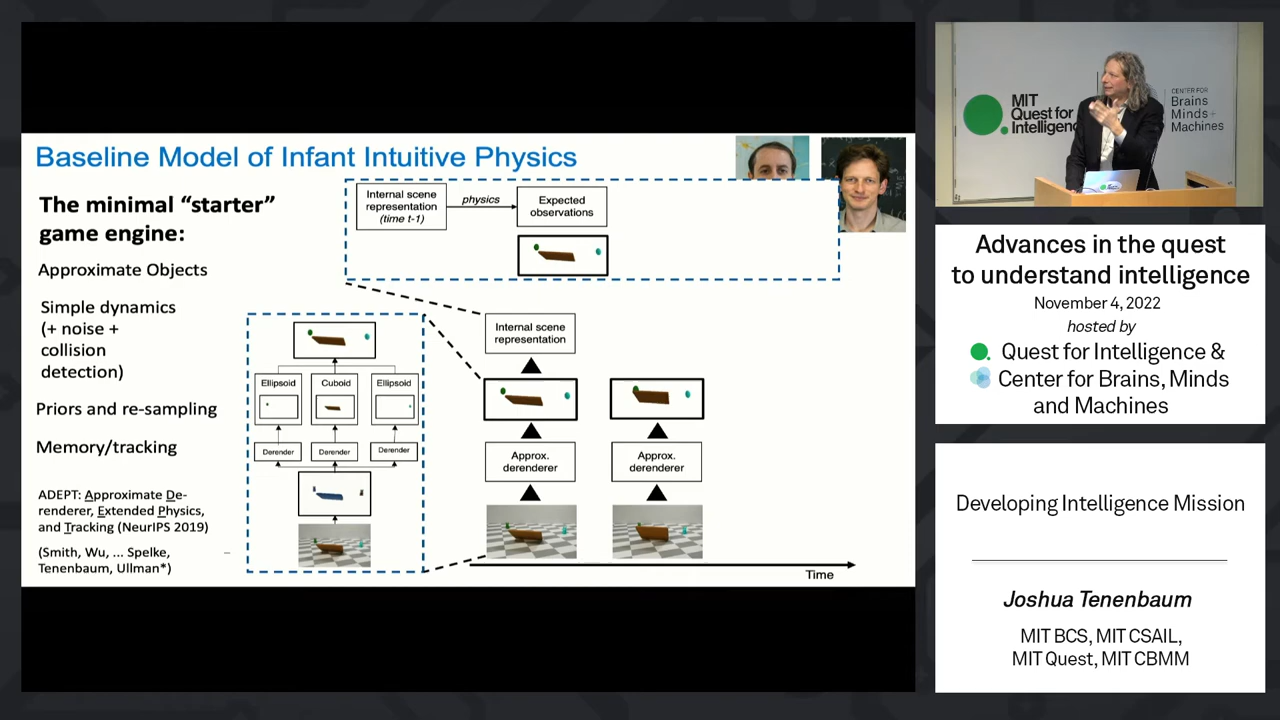 Baseline Model of Infant Intuitive Physics
The minimal “starter”
game engine:
Approximate Objects
Simple dynamics
(+ noise +
collision
detection)
Priors and re-sampling
Memory/tracking
ADEPT: Approximate De-
renderer, Extended Physics,
and Tracking (NeurIPS 2019)
(Smith, Wu, ... Spelke,
Tenenbaum, Ullman*)
Internal scene
representation
(time t-1)
physics
Expected
observations
Ellipsoid
Cuboid
Ellipsoid
Derender
Derender
Derender
Internal scene
representation
Approx.
derenderer
Approx.
derenderer
Time
MIT
Quest for
Intelligence
CENTER FOR
Brains
Minds+
Machines
Advances in the quest
to understand intelligence
November 4, 2022
hosted by
Quest for Intelligence &
Center for Brains, Minds
and Machines
Developing Intelligence Mission
Joshua Tenenbaum
MIT BCS, MIT CSAIL,
MIT Quest, MIT CBMM